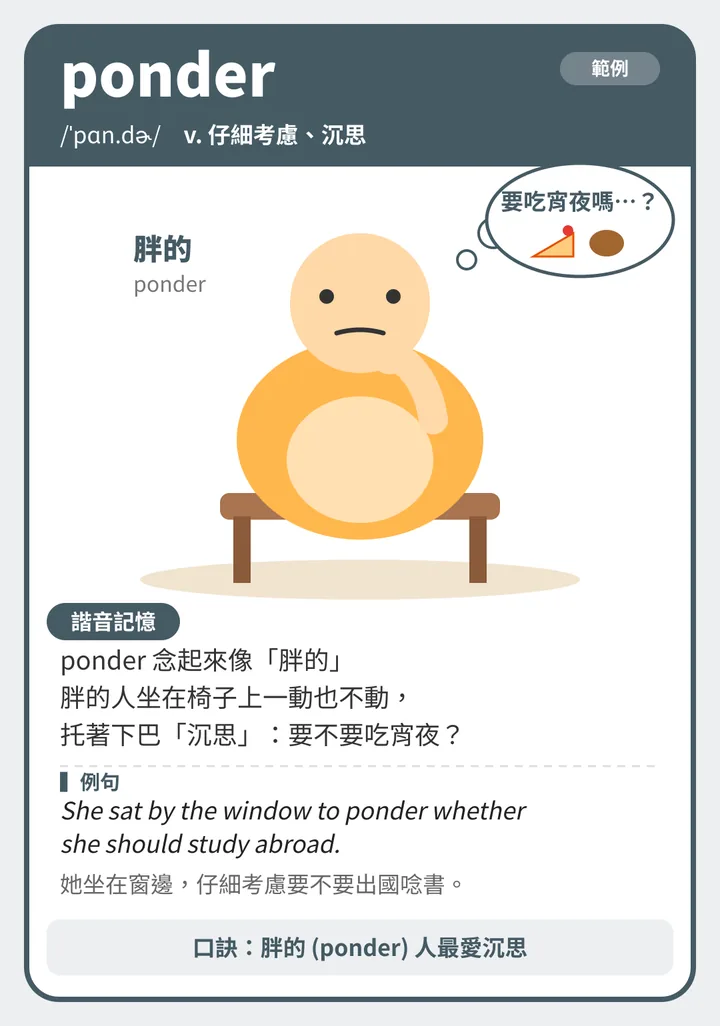 ponder
範例
/ˈpɑn.dɚ/ v. 仔細考慮、沉思
要吃宵夜嗎…？
胖的
ponder
諧音記憶
ponder 念起來像「胖的」
胖的人坐在椅子上一動也不動，
托著下巴「沉思」：要不要吃宵夜？
例句
She sat by the window to ponder whether
she should study abroad.
她坐在窗邊，仔細考慮要不要出國唸書。
口訣：胖的 (ponder) 人最愛沉思